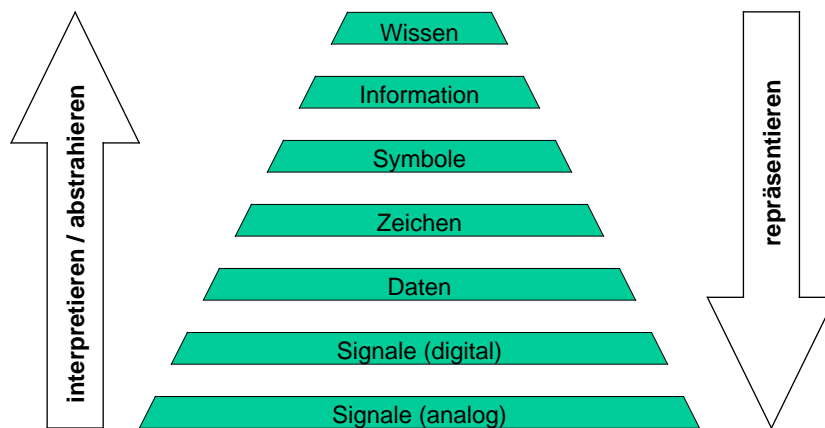 Wissen
Information
Symbole
Zeichen
Daten
Signale (digital)
Signale (analog)
interpretieren / abstrahieren
repräsentieren